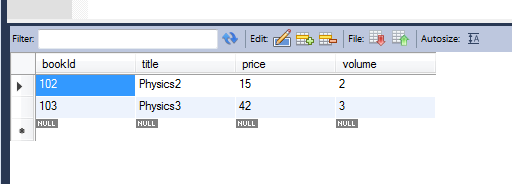 Filter: Edit: File: Autosize: A
bookId title price volume
102 Physics2 15 2
103 Physics3 42 3
NULL NULL NULL NULL